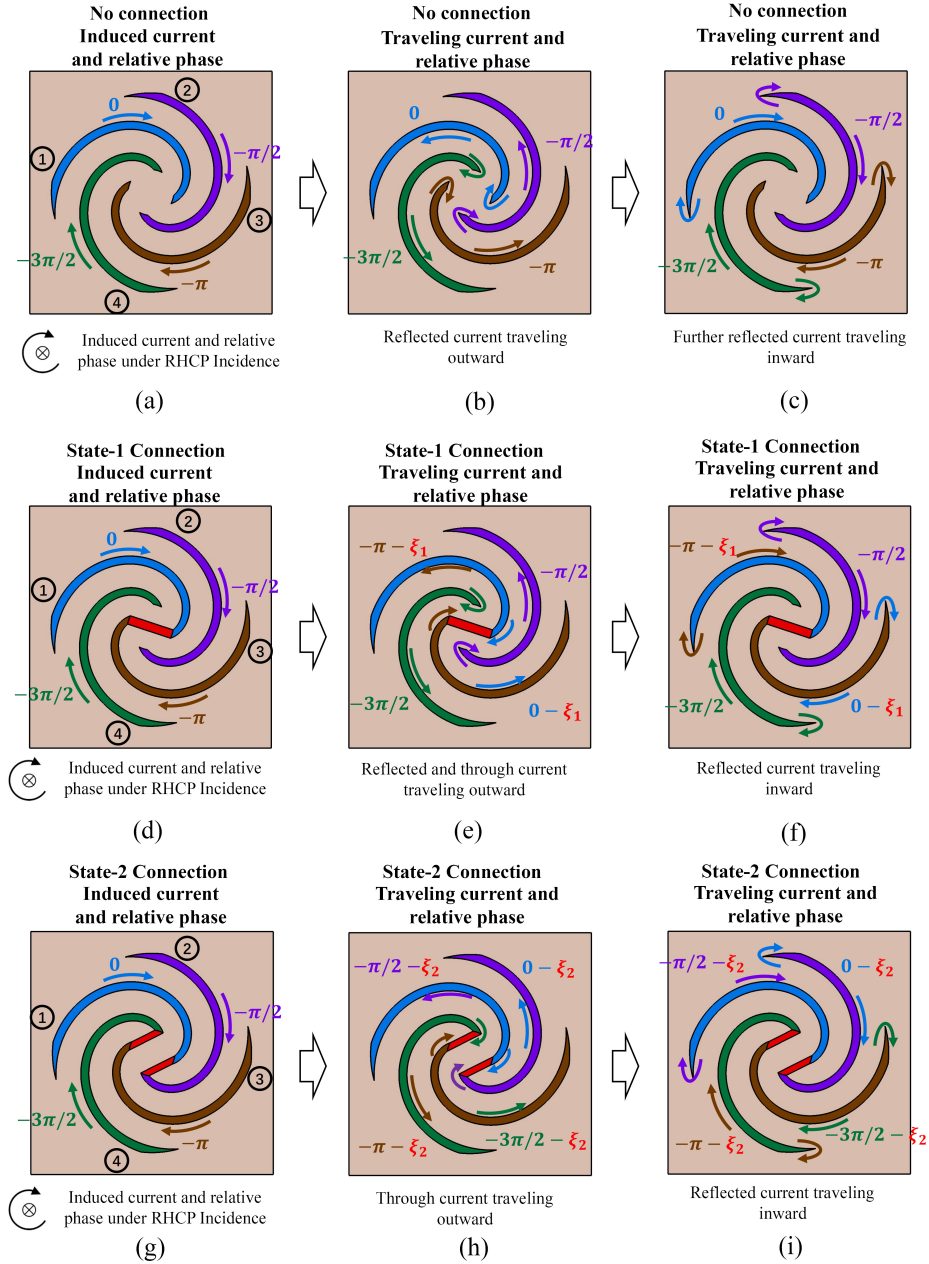 No connection
Induced current
and relative phase
No connection
Traveling current and
relative phase
No connection
Traveling current and
relative phase
0
②
−π/2
①
③
−3π/2
−π
④
0
−π/2
−3π/2
−π
0
−π/2
−3π/2
−π
Induced current and relative
phase under RHCP Incidence
Reflected current traveling
outward
Further reflected current traveling
inward
(a)
(b)
(c)
State-1 Connection
Induced current
and relative phase
State-1 Connection
Traveling current and
relative phase
State-1 Connection
Traveling current and
relative phase
0
②
−π/2
①
③
−3π/2
−π
④
−π − ξ₁
−π/2
−3π/2
0 − ξ₁
−π − ξ₁
−π/2
−3π/2
0 − ξ₁
Induced current and relative
phase under RHCP Incidence
Reflected and through current
traveling outward
Reflected current traveling
inward
(d)
(e)
(f)
State-2 Connection
Induced current
and relative phase
State-2 Connection
Traveling current and
relative phase
State-2 Connection
Traveling current and
relative phase
0
②
−π/2
①
③
−3π/2
−π
④
−π/2 − ξ₂
0 − ξ₂
−π − ξ₂
−3π/2 − ξ₂
−π/2 − ξ₂
0 − ξ₂
−π − ξ₂
−3π/2 − ξ₂
Induced current and relative
phase under RHCP Incidence
Through current traveling
outward
Reflected current traveling
inward
(g)
(h)
(i)